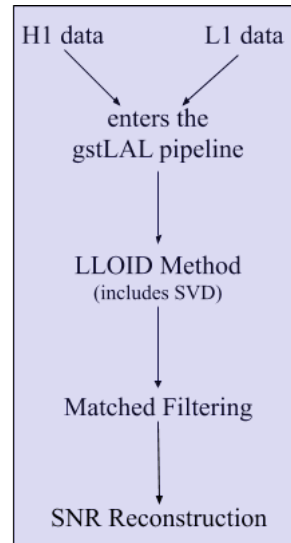 H1 data
L1 data
enters the
gstLAL pipeline
LLOID Method
(includes SVD)
Matched Filtering
SNR Reconstruction